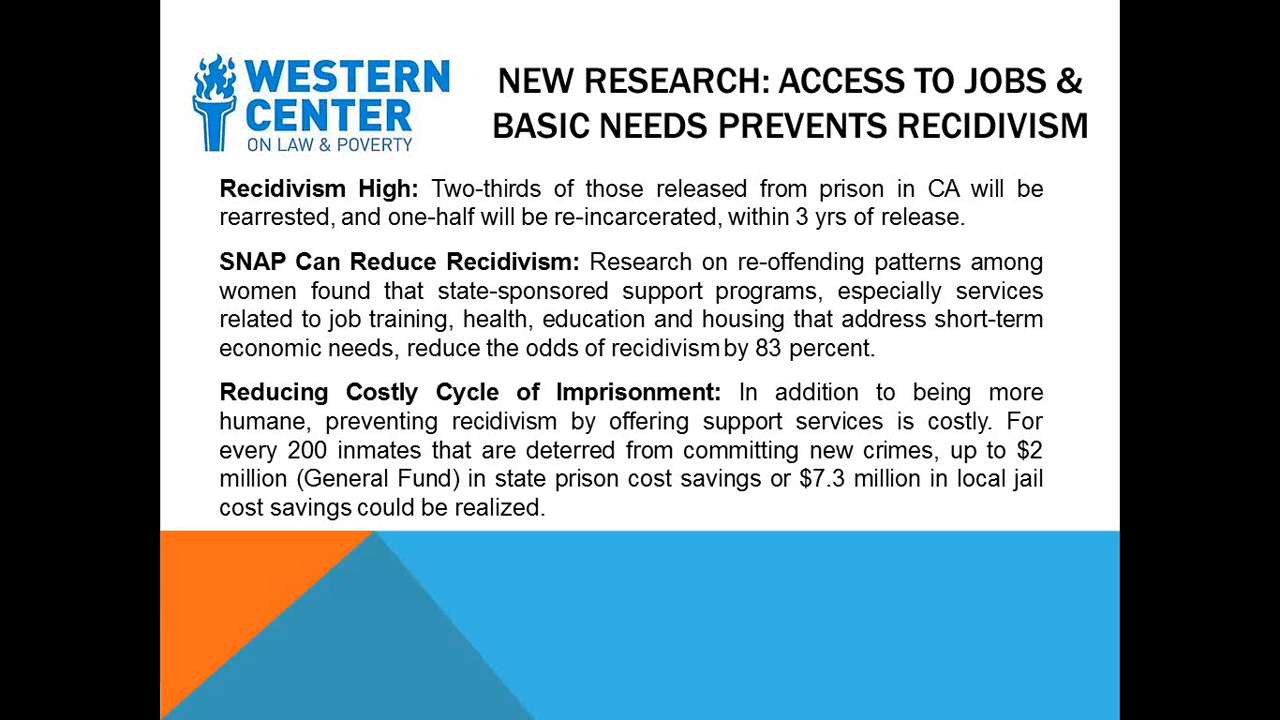 WESTERN
CENTER
ON LAW & POVERTY
NEW RESEARCH: ACCESS TO JOBS &
BASIC NEEDS PREVENTS RECIDIVISM
Recidivism High: Two-thirds of those released from prison in CA will be
rearrested, and one-half will be re-incarcerated, within 3 yrs of release.
SNAP Can Reduce Recidivism: Research on re-offending patterns among
women found that state-sponsored support programs, especially services
related to job training, health, education and housing that address short-term
economic needs, reduce the odds of recidivism by 83 percent.
Reducing Costly Cycle of Imprisonment: In addition to being more
humane, preventing recidivism by offering support services is costly. For
every 200 inmates that are deterred from committing new crimes, up to $2
million (General Fund) in state prison cost savings or $7.3 million in local jail
cost savings could be realized.